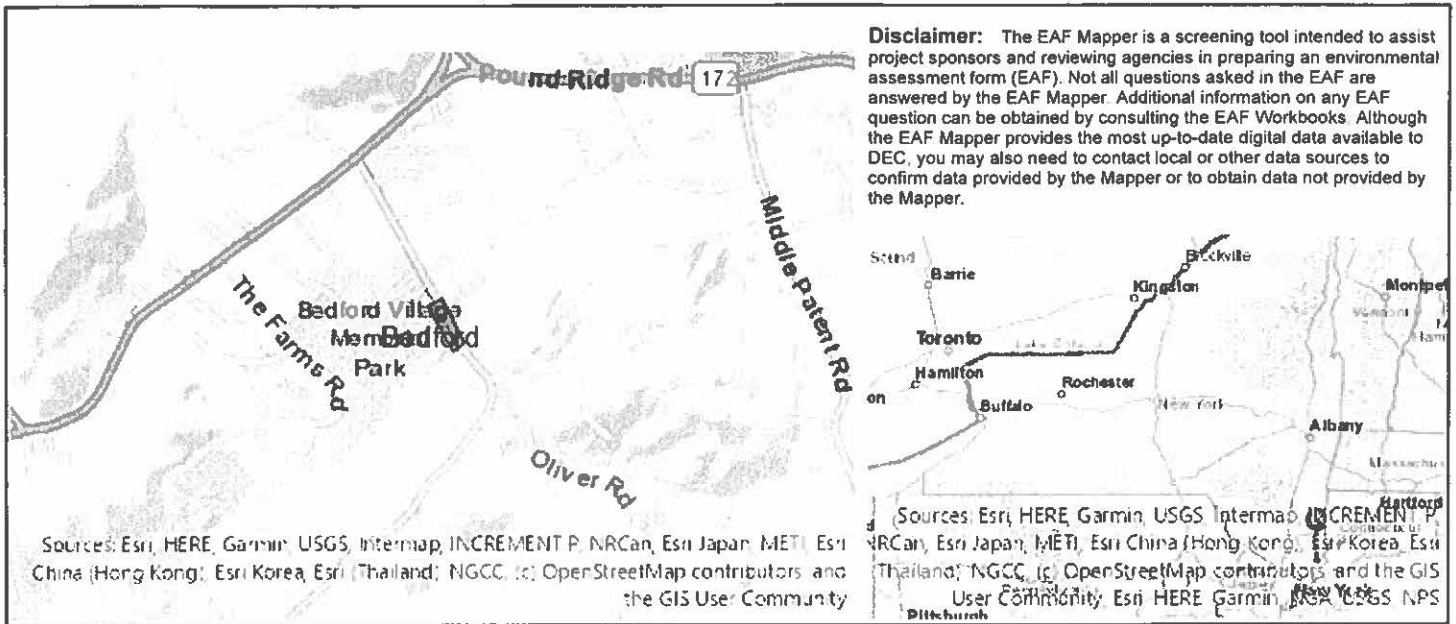 Pound Ridge Rd 172
Middle Patent Rd
The Farms Rd
Bedford Village
Memorial
Park
Bedford
Oliver Rd
Sources: Esri, HERE, Garmin, USGS, Intermap, INCREMENT P, NRCan, Esri Japan, METI, Esri
China (Hong Kong), Esri Korea, Esri (Thailand), NGCC, (c) OpenStreetMap contributors, and
the GIS User Community
Disclaimer: The EAF Mapper is a screening tool intended to assist
project sponsors and reviewing agencies in preparing an environmental
assessment form (EAF). Not all questions asked in the EAF are
answered by the EAF Mapper. Additional information on any EAF
question can be obtained by consulting the EAF Workbooks. Although
the EAF Mapper provides the most up-to-date digital data available to
DEC, you may also need to contact local or other data sources to
confirm data provided by the Mapper or to obtain data not provided by
the Mapper.
Sound
Barrie
Brockville
Kingston
Montpel
Vermont
Toronto
Hamilton
on
Rochester
Buffalo
New York
Albany
Massachus
Hartford
Connecticut
Sources: Esri, HERE, Garmin, USGS, Intermap, INCREMENT P,
NRCan, Esri Japan, METI, Esri China (Hong Kong), Esri Korea, Esri
(Thailand), NGCC, (c) OpenStreetMap contributors, and the GIS
User Community, Esri, HERE, Garmin, NGA, USGS, NPS
New York
Pittsburgh